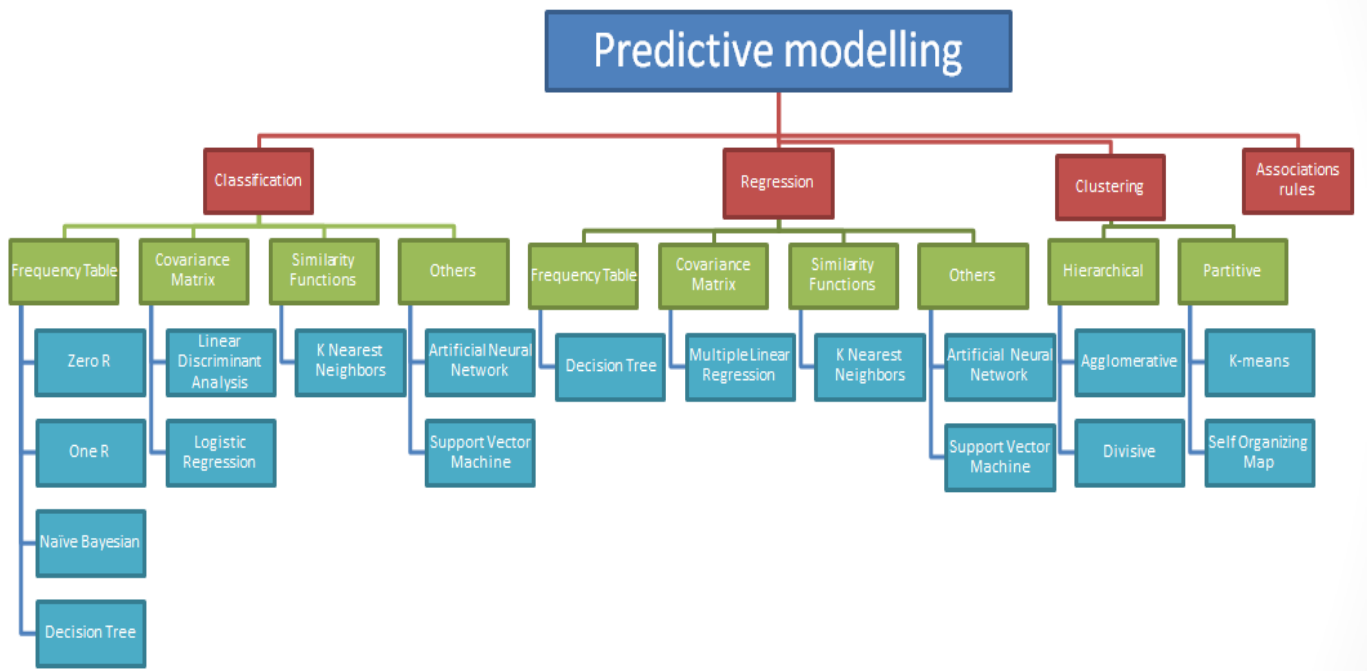 Predictive modelling
Classification
Regression
Clustering
Associations
rules
Frequency Table
Covariance
Matrix
Similarity
Functions
Others
Frequency Table
Covariance
Matrix
Similarity
Functions
Others
Hierarchical
Partitive
Zero R
Linear
Discriminant
Analysis
K Nearest
Neighbors
Artificial Neural
Network
Decision Tree
Multiple Linear
Regression
K Nearest
Neighbors
Artificial Neural
Network
Agglomerative
K-means
One R
Logistic
Regression
Support Vector
Machine
Support Vector
Machine
Divisive
Self Organizing
Map
Naïve Bayesian
Decision Tree